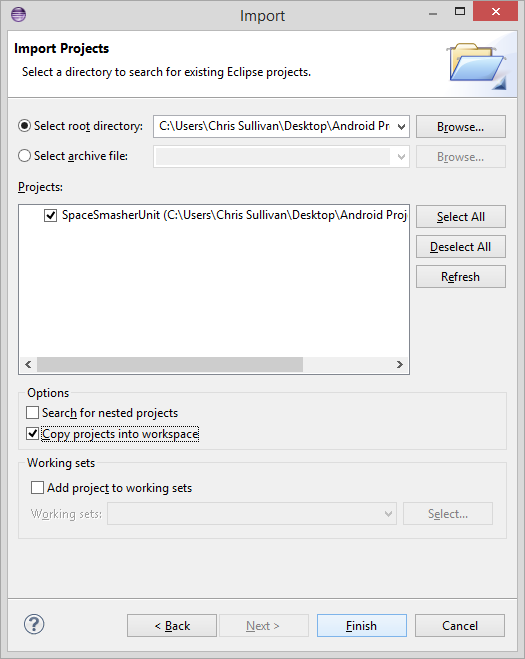 Import
Import Projects
Select a directory to search for existing Eclipse projects.
Select root directory: C:\Users\Chris Sullivan\Desktop\Android Pr Browse...
Select archive file: Browse...
Projects:
SpaceSmasherUnit (C:\Users\Chris Sullivan\Desktop\Android Proj
Select All
Deselect All
Refresh
Options
Search for nested projects
Copy projects into workspace
Working sets
Add project to working sets
Working sets: Select...
? < Back Next > Finish Cancel